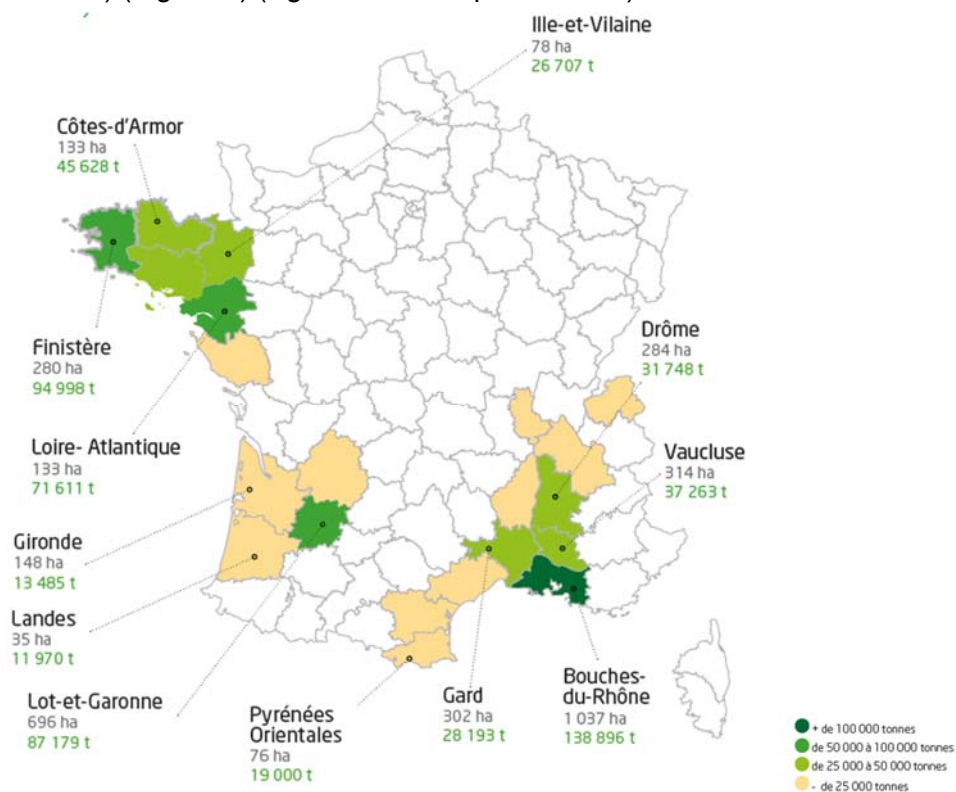 Ille-et-Vilaine
78 ha
26 707 t
Côtes-d'Armor
133 ha
45 628 t
Finistère
280 ha
94 998 t
Drôme
284 ha
31 748 t
Loire- Atlantique
133 ha
71 611 t
Vaucluse
314 ha
37 263 t
Gironde
148 ha
13 485 t
Landes
35 ha
11 970 t
Lot-et-Garonne
696 ha
87 179 t
Pyrénées
Orientales
76 ha
19 000 t
Gard
302 ha
28 193 t
Bouches-
du-Rhône
1 037 ha
138 896 t
+ de 100 000 tonnes
de 50 000 à 100 000 tonnes
de 25 000 à 50 000 tonnes
- de 25 000 tonnes